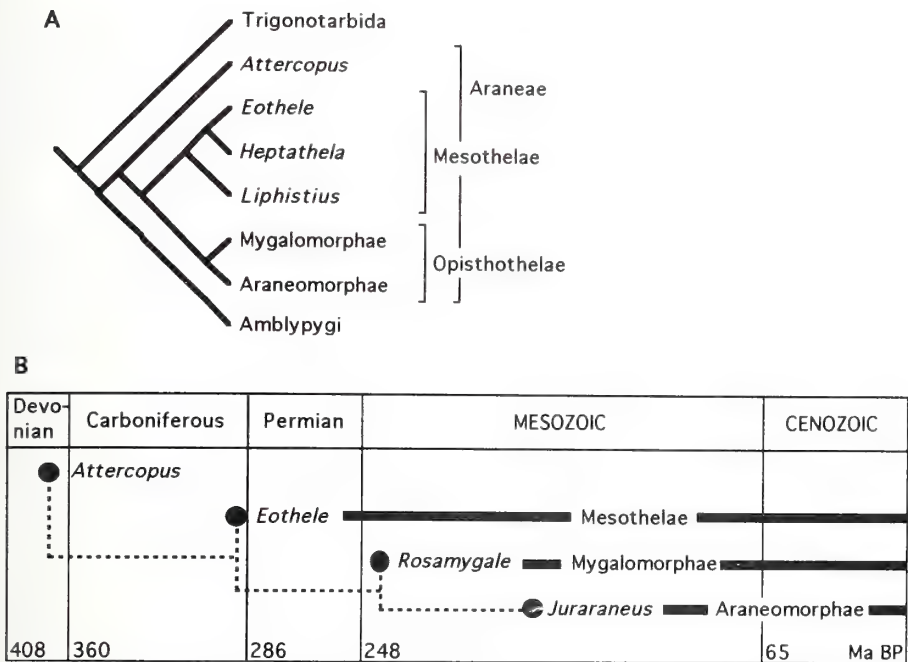 A
Trigonotarbida
Attercopus
Araneae
Eothele
Heptathela
Mesothelae
Liphistius
Mygalomorphae
Opisthothelae
Araneomorphae
Amblypygi
B
Devo-
nian
Carboniferous
Permian
MESOZOIC
CENOZOIC
Attercopus
Eothele
Mesothelae
Rosamygale
Mygalomorphae
Juraraneus
Araneomorphae
408
360
286
248
65
Ma BP